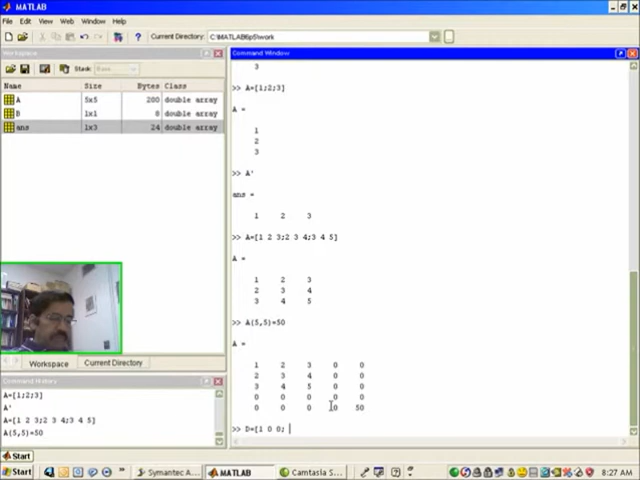 MATLAB
File Edit View Web Window Help
Current Directory: C:\MATLAB6p5\work
Workspace
Stack: Base
Name Size Bytes Class
A 5x5 200 double array
B 1x1 8 double array
ans 1x3 24 double array
Workspace Current Directory
Command History
A=[1;2;3]
A'
A=[1 2 3;2 3 4;3 4 5]
A(5,5)=50
Command Window
3
>> A=[1;2;3]
A =
1
2
3
>> A'
ans =
1 2 3
>> A=[1 2 3;2 3 4;3 4 5]
A =
1 2 3
2 3 4
3 4 5
>> A(5,5)=50
A =
1 2 3 0 0
2 3 4 0 0
3 4 5 0 0
0 0 0 0 0
0 0 0 0 50
>> D=[1 0 0;
Start
Start
Symantec A...
MATLAB
Camtasia St...
8:27 AM